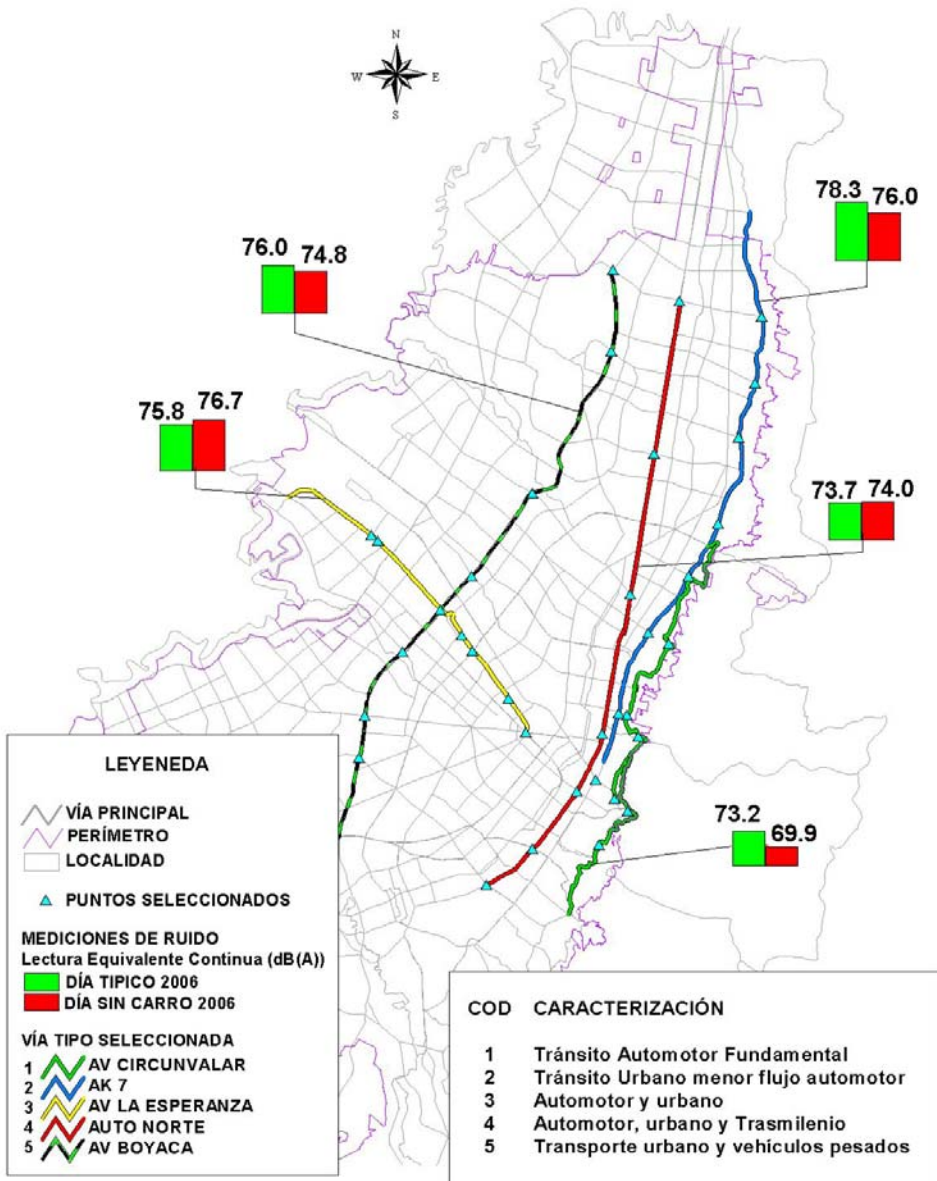 N
W E
S
78.3 76.0
76.0 74.8
75.8 76.7
73.7 74.0
73.2 69.9
LEYENEDA
VÍA PRINCIPAL
PERÍMETRO
LOCALIDAD
PUNTOS SELECCIONADOS
MEDICIONES DE RUIDO
Lectura Equivalente Continua (dB(A))
DÍA TIPICO 2006
DÍA SIN CARRO 2006
VÍA TIPO SELECCIONADA
1 AV CIRCUNVALAR
2 AK 7
3 AV LA ESPERANZA
4 AUTO NORTE
5 AV BOYACA
COD CARACTERIZACIÓN
1 Tránsito Automotor Fundamental
2 Tránsito Urbano menor flujo automotor
3 Automotor y urbano
4 Automotor, urbano y Trasmilenio
5 Transporte urbano y vehículos pesados